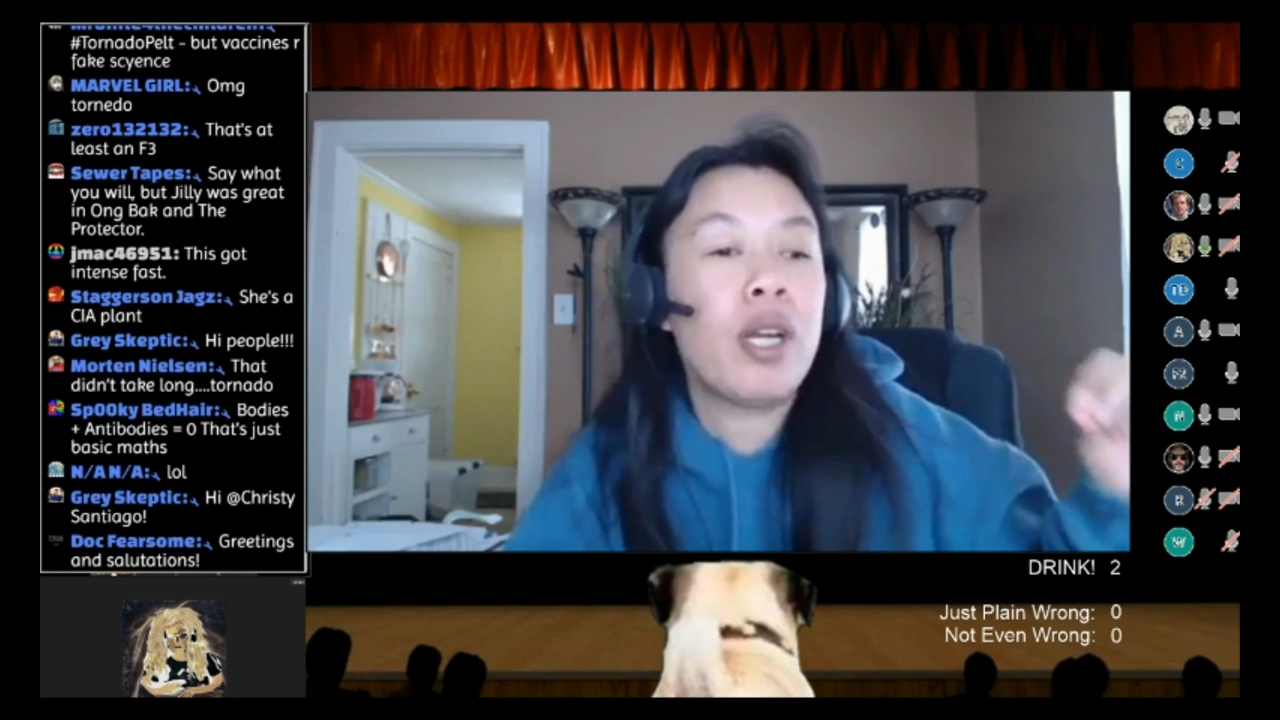 #TornadoPelt - but vaccines r
fake scyence
MARVEL GIRL: Omg
tornedo
zero132132: That's at
least an F3
Sewer Tapes: Say what
you will, but Jilly was great
in Ong Bak and The
Protector.
jmac46951: This got
intense fast.
Staggerson Jagz: She's a
CIA plant
Grey Skeptic: Hi people!!!
Morten Nielsen: That
didn't take long....tornado
Sp00ky BedHair: Bodies
+ Antibodies = 0 That's just
basic maths
N/A N/A: lol
Grey Skeptic: Hi @Christy
Santiago!
Doc Fearsome: Greetings
and salutations!
DRINK! 2
Just Plain Wrong: 0
Not Even Wrong: 0